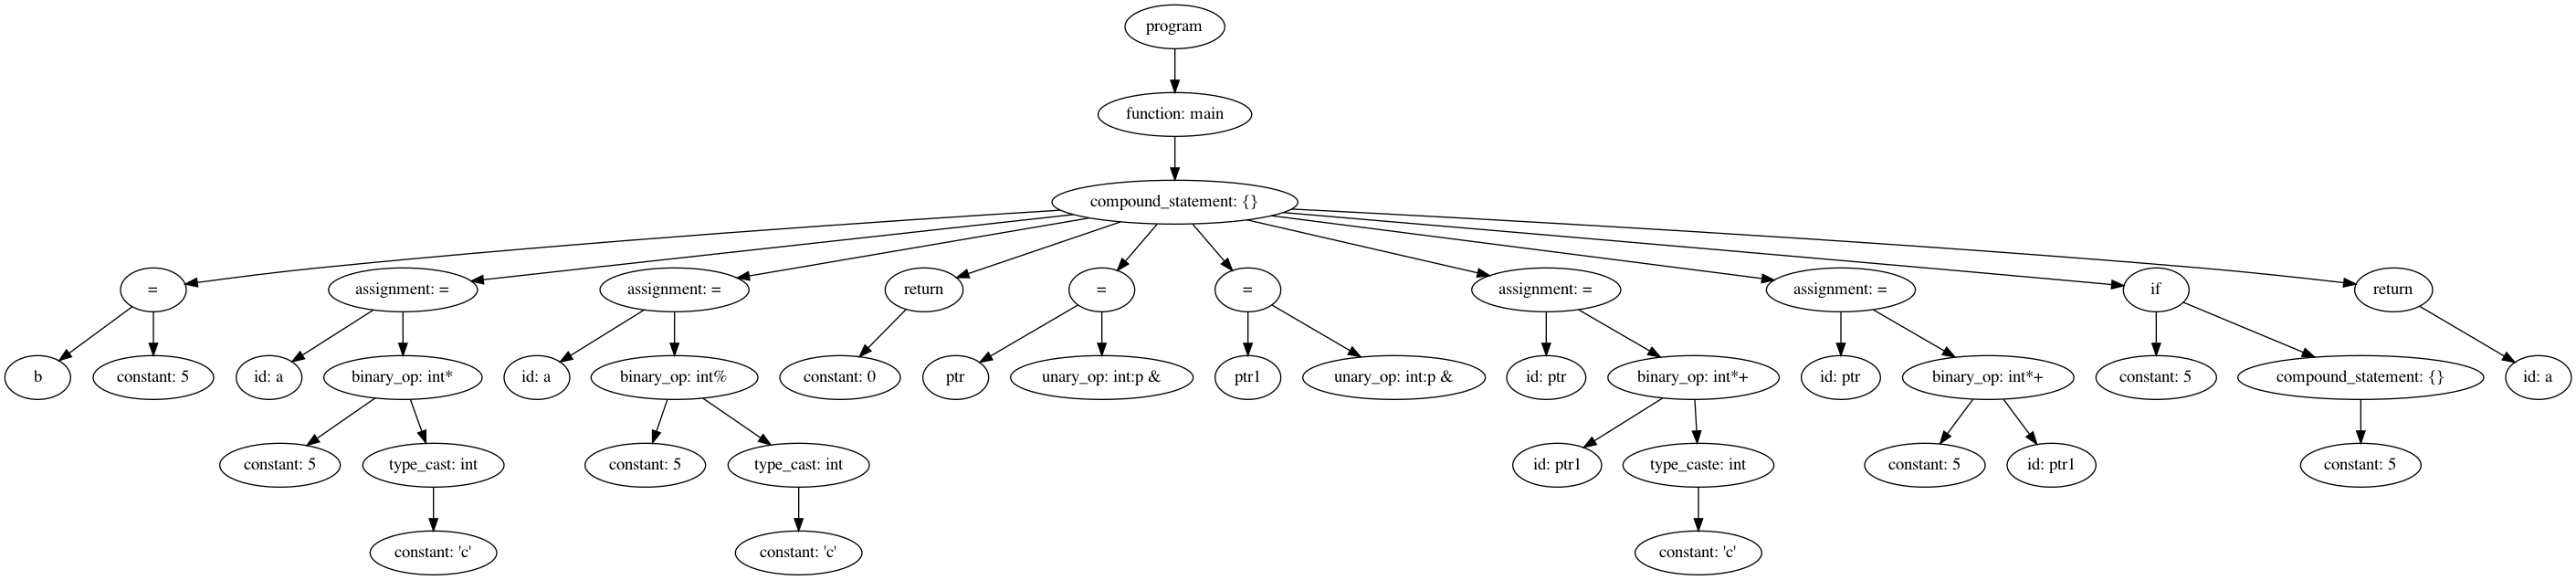 program
function: main
compound_statement: {}
=
assignment: =
assignment: =
return
=
=
assignment: =
assignment: =
if
return
b
constant: 5
id: a
binary_op: int*
id: a
binary_op: int%
constant: 0
ptr
unary_op: int:p &
ptr1
unary_op: int:p &
id: ptr
binary_op: int*+
id: ptr
binary_op: int*+
constant: 5
compound_statement: {}
id: a
constant: 5
type_cast: int
constant: 5
type_cast: int
id: ptr1
type_caste: int
constant: 5
id: ptr1
constant: 5
constant: 'c'
constant: 'c'
constant: 'c'